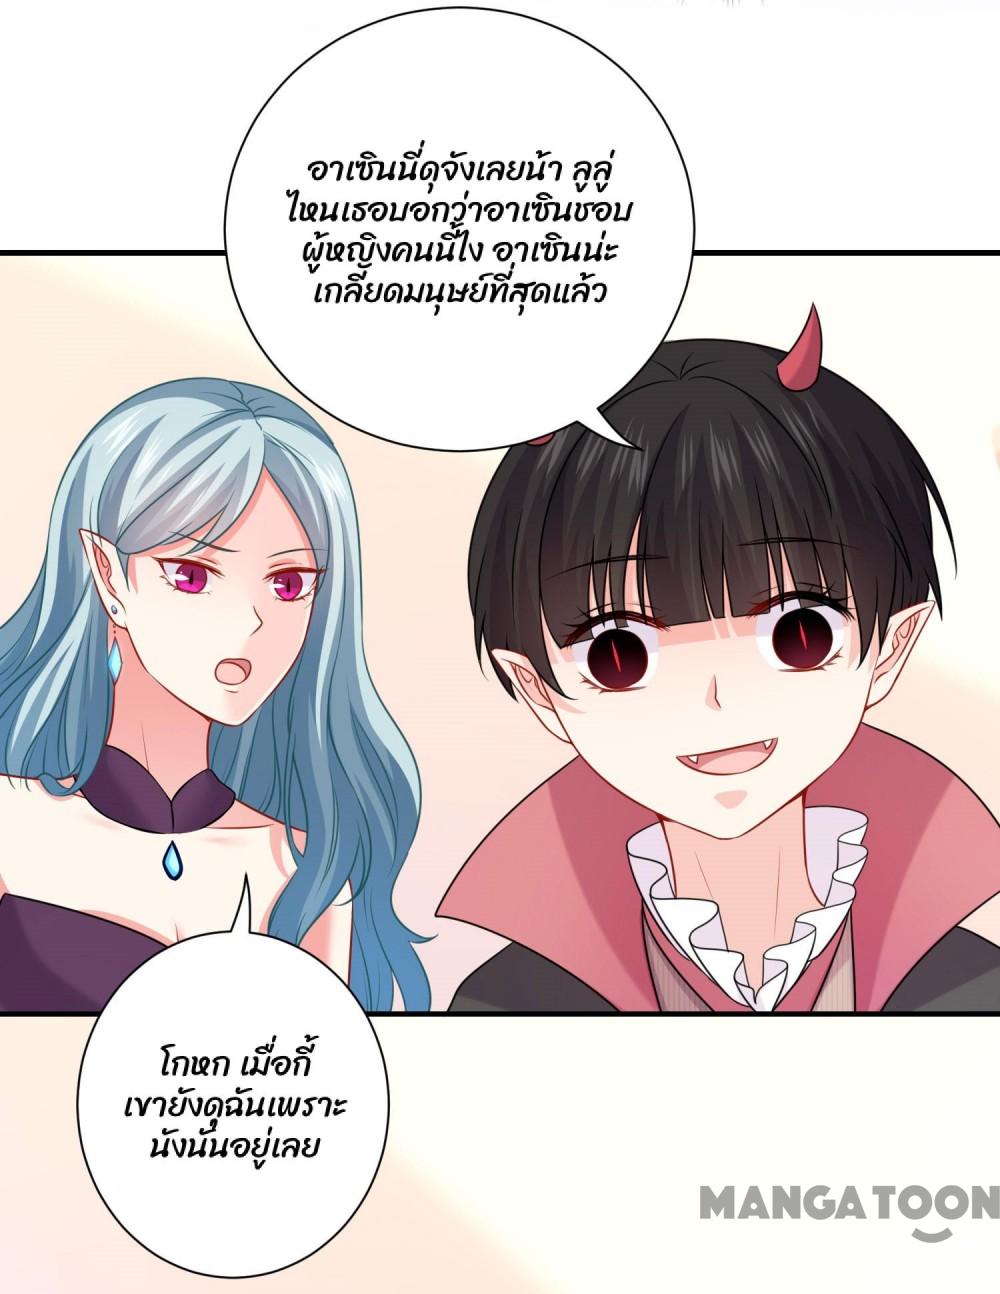 อาเซินนี่ดุจังเลยน้า ลูลู่
ไหนเธอบอกว่าอาเซินชอบ
ผู้หญิงคนนี้ไง อาเซินน่ะ
เกลียดมนุษย์ที่สุดแล้ว
โกหก เมื่อกี้
เขายังดุฉันเพราะ
นังนั่นอยู่เลย
MANGATOON